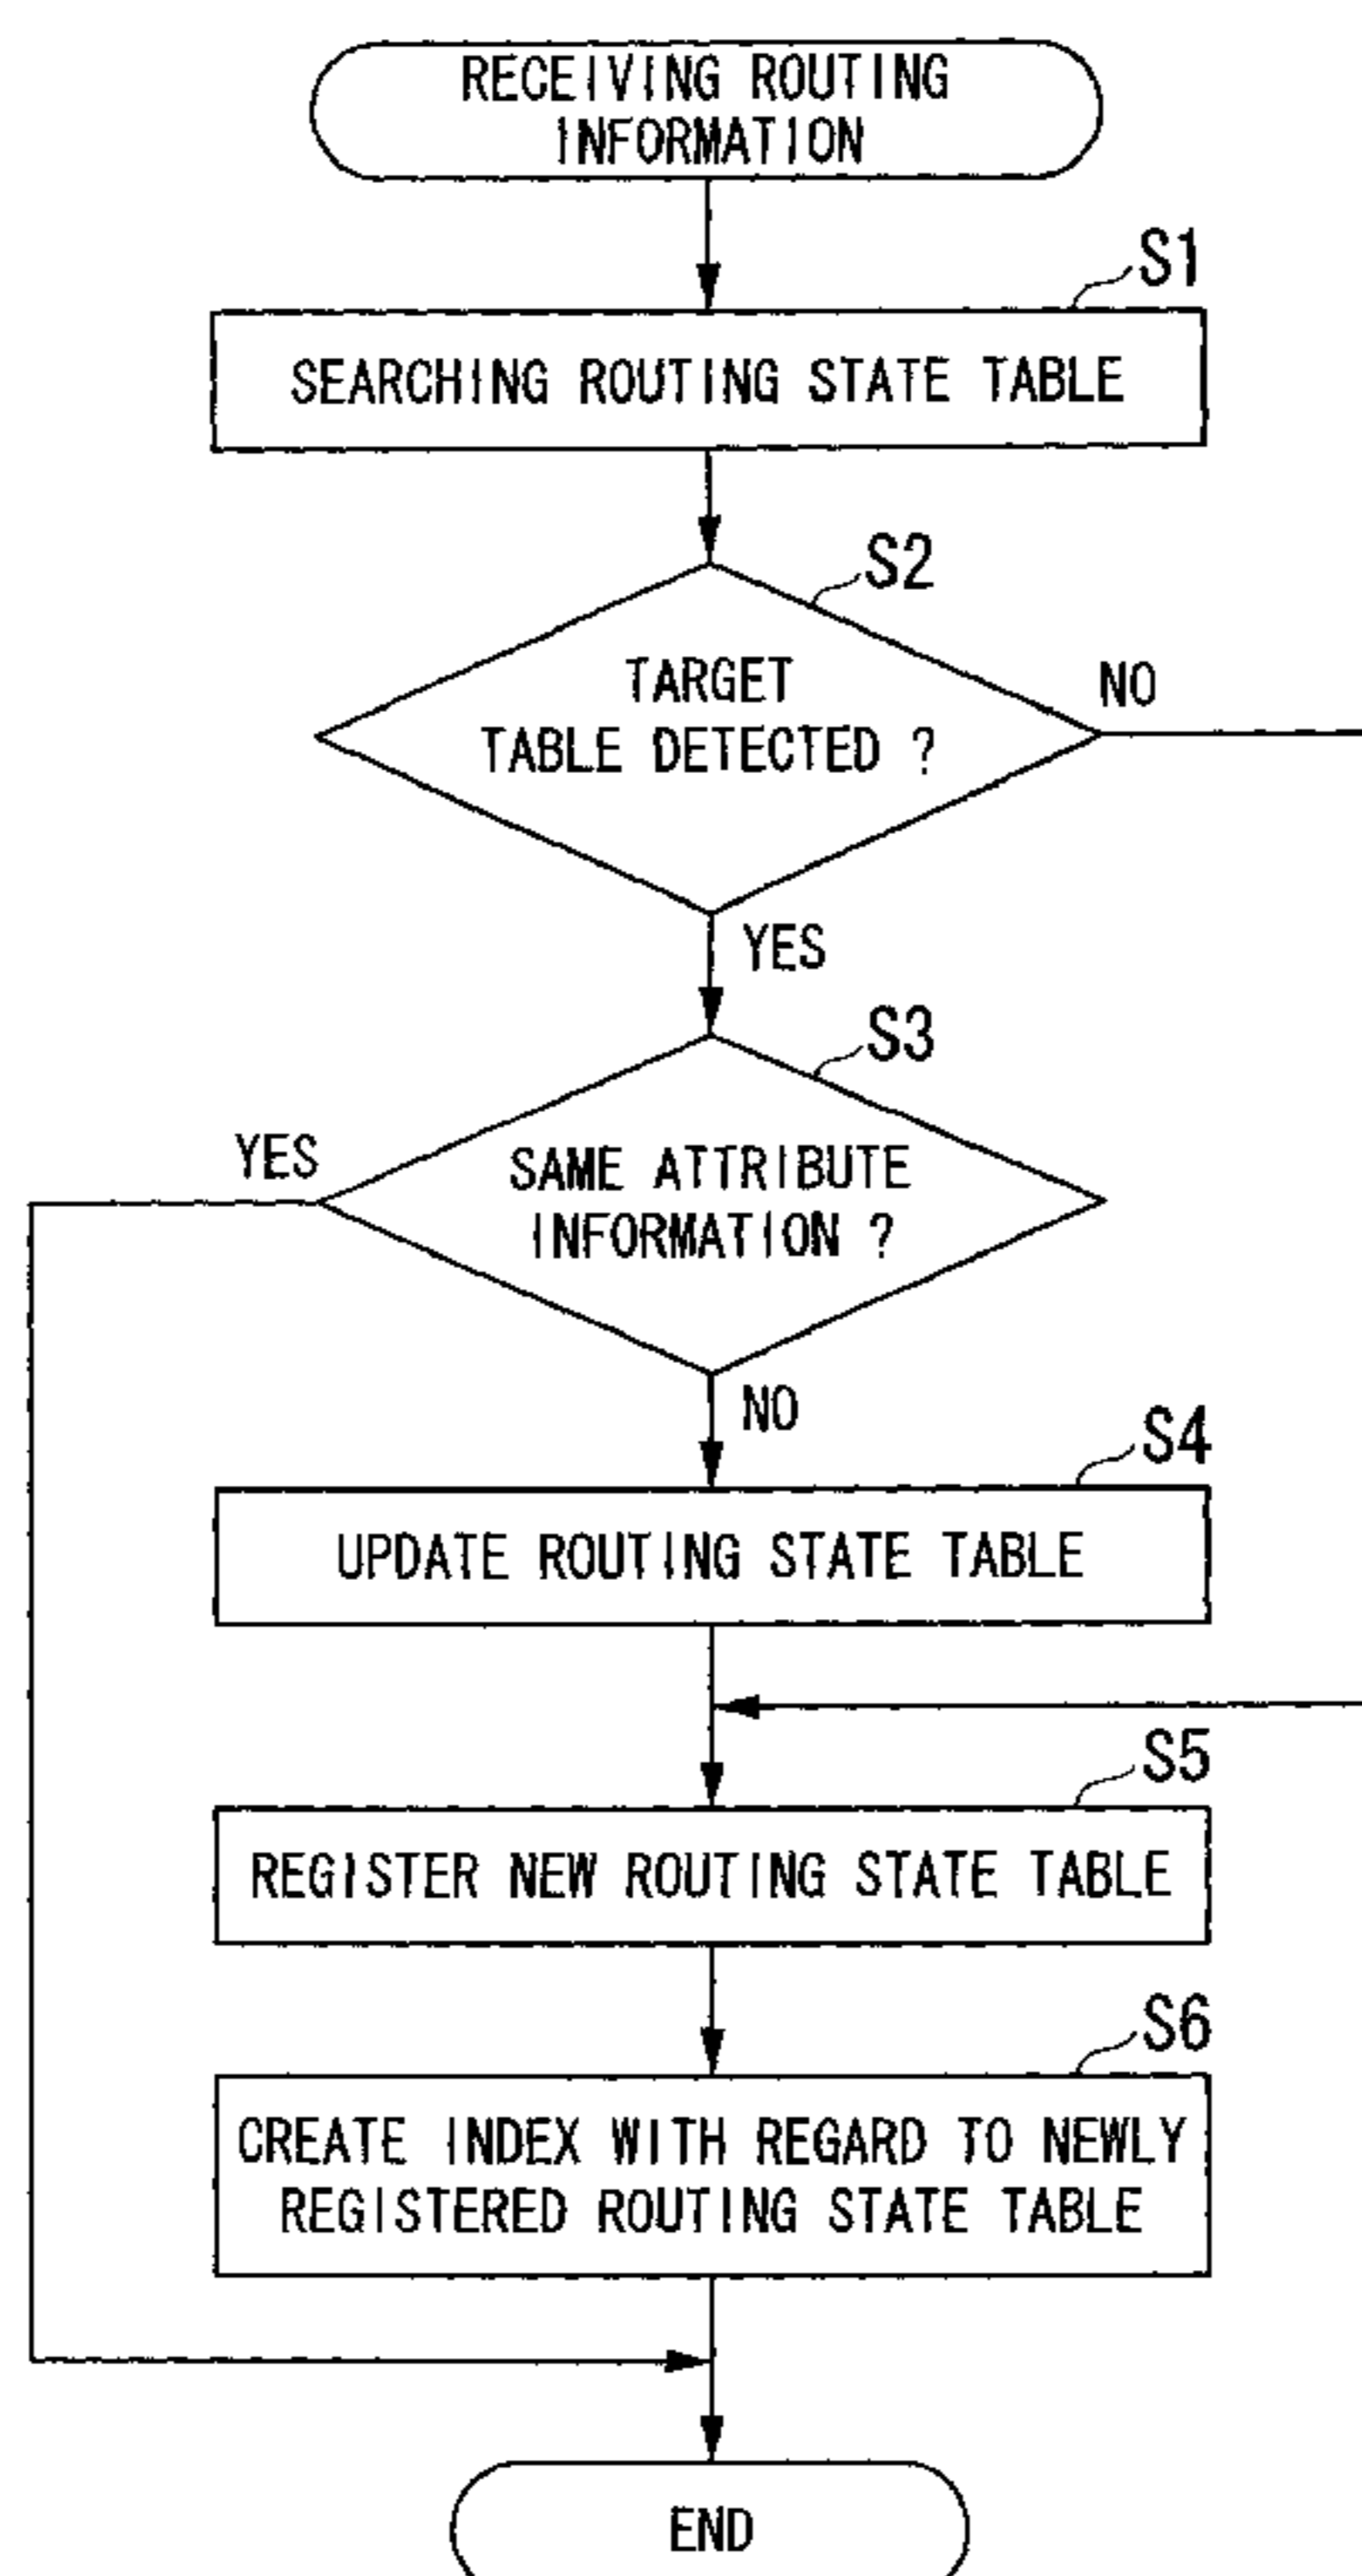 RECEIVING ROUTING
INFORMATION
S1
SEARCHING ROUTING STATE TABLE
S2
TARGET
TABLE DETECTED ?
NO
YES
S3
YES
SAME ATTRIBUTE
INFORMATION ?
NO
S4
UPDATE ROUTING STATE TABLE
S5
REGISTER NEW ROUTING STATE TABLE
S6
CREATE INDEX WITH REGARD TO NEWLY
REGISTERED ROUTING STATE TABLE
END